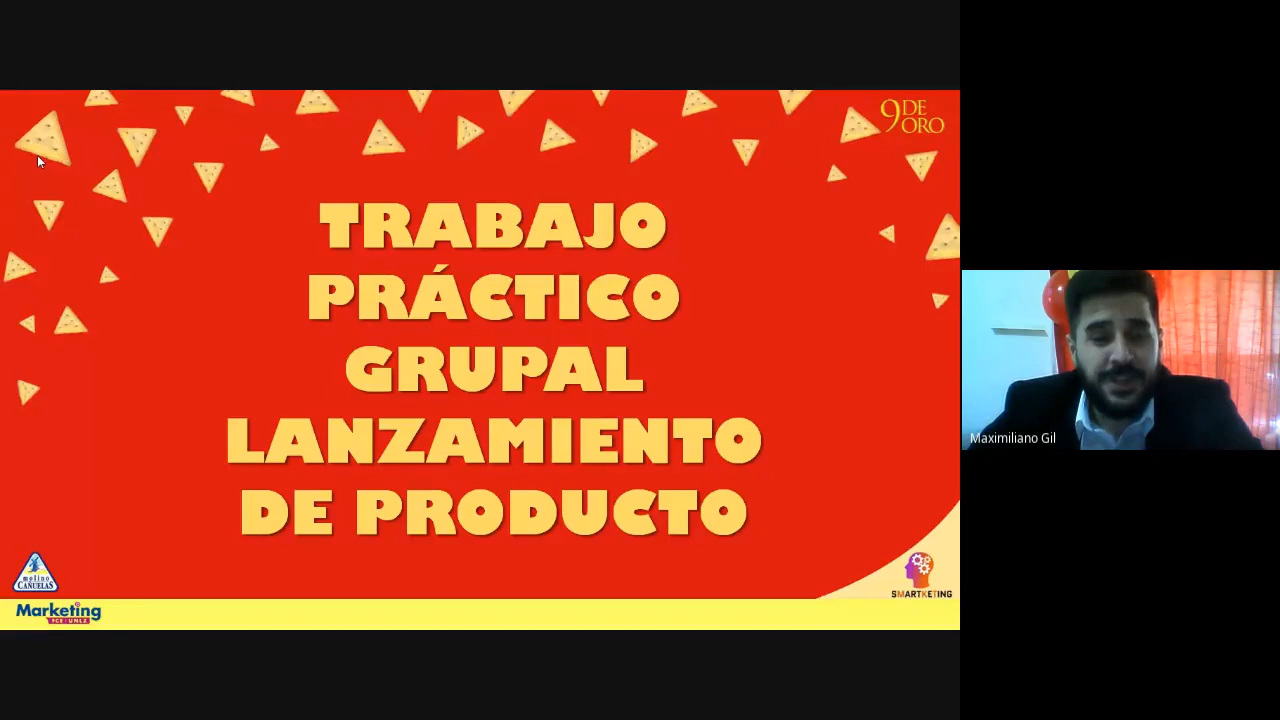 9 DE
ORO
TRABAJO
PRÁCTICO
GRUPAL
LANZAMIENTO
DE PRODUCTO
Maximiliano Gil
molino
CAÑUELAS
SMARTKETING
Marketing
FCE UNLZ